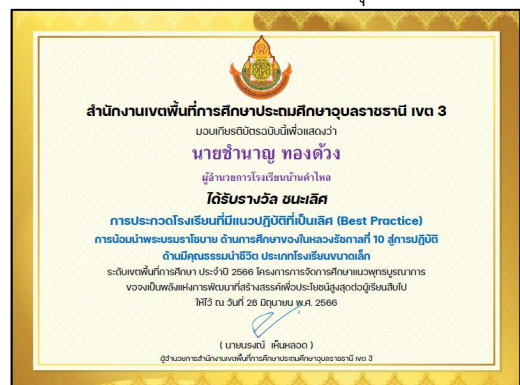 สำนักงานเขตพื้นที่การศึกษาประถมศึกษาอุบลราชธานี เขต 3
มอบเกียรติบัตรฉบับนี้เพื่อแสดงว่า
นายชำนาญ ทองด้วง
ผู้อำนวยการโรงเรียนบ้านคำไหล
ได้รับรางวัล ชนะเลิศ
การประกวดโรงเรียนที่มีแนวปฏิบัติที่เป็นเลิศ (Best Practice)
การน้อมนำพระบรมราโชบาย ด้านการศึกษาของในหลวงรัชกาลที่ 10 สู่การปฏิบัติ
ด้านมีคุณธรรมนำชีวิต ประเภทโรงเรียนขนาดเล็ก
ระดับเขตพื้นที่การศึกษา ประจำปี 2566 โครงการการจัดการศึกษาแนวพุทธบูรณาการ
ขอจงเป็นพลังแห่งการพัฒนาที่สร้างสรรค์เพื่อประโยชน์สูงสุดต่อผู้เรียนสืบไป
ให้ไว้ ณ วันที่ 28 มิถุนายน พ.ศ. 2566
( นายนรงณ์ เห็นหลอด )
ผู้อำนวยการสำนักงานเขตพื้นที่การศึกษาประถมศึกษาอุบลราชธานี เขต 3